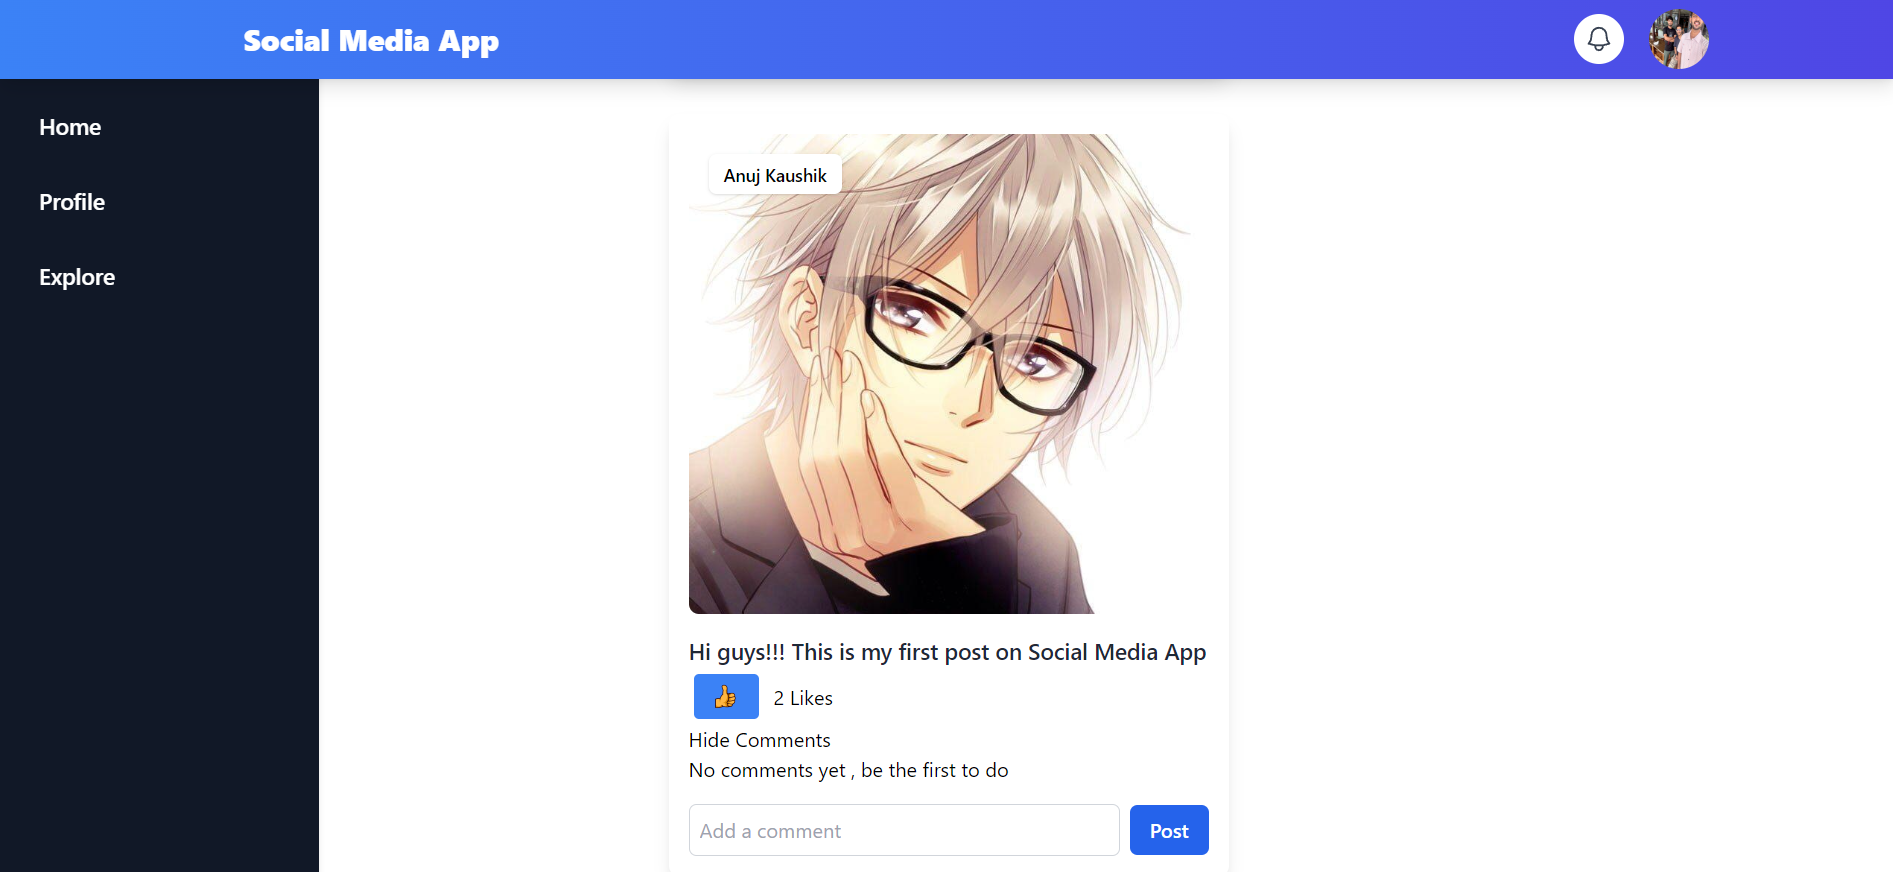 Social Media App
Home
Profile
Explore
Anuj Kaushik
Hi guys!!! This is my first post on Social Media App
2 Likes
Hide Comments
No comments yet , be the first to do
Add a comment
Post